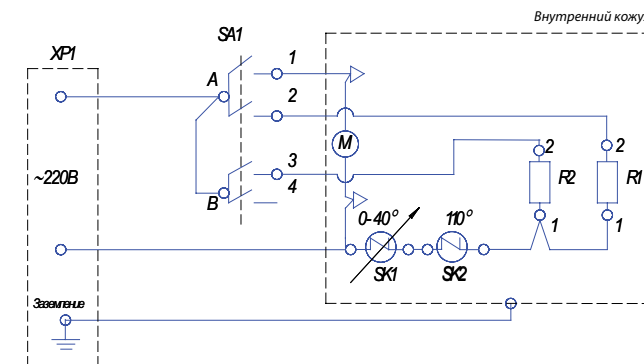 Внутренний кожу
SA1
XP1
1
A
2
M
~220В
3
4
B
2
R2
2
R1
0-40°
110°
1
1
SK1
SK2
Заземление